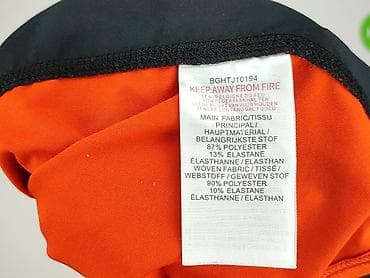 BGHTJ10194
KEEP AWAY FROM FIRE
MAIN FABRIC/TISSU
PRINCIPAL/
HAUPTMATERIAL/
BELANGRIJKSTE STOF
87% POLYESTER
13% ELASTANE
ÉLASTHANNE/ELASTHAN
WOVEN FABRIC/TISSÉ/
WEBSTOFF/GEWEVEN STOF
90% POLYESTER
10% ELASTANE
ÉLASTHANNE/ELASTHAN